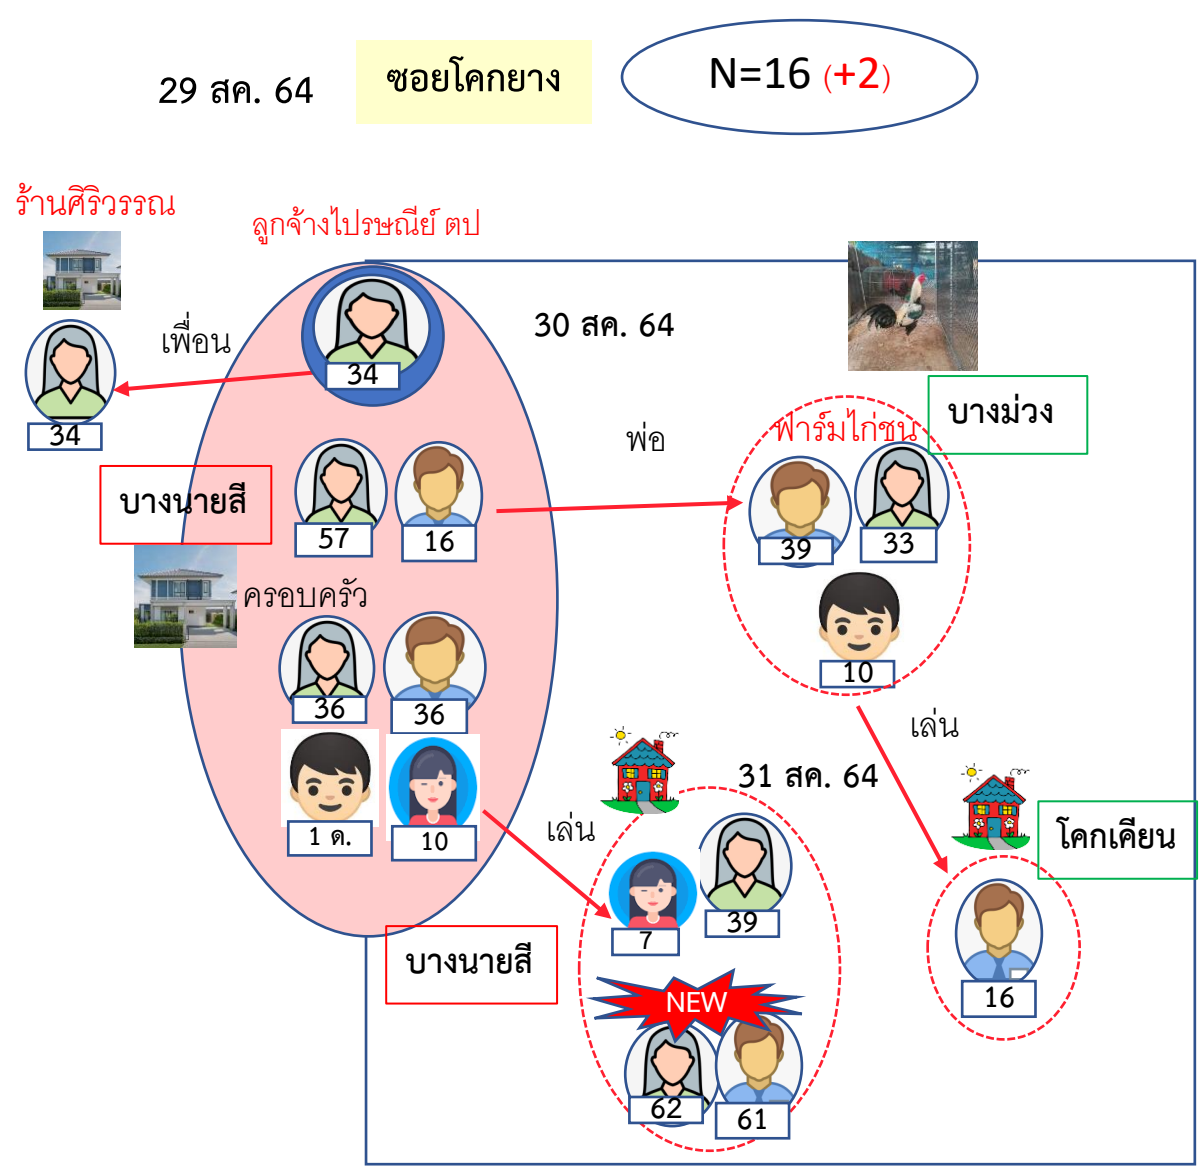 29 สค. 64
ซอยโคกยาง
N=16 (+2)
ร้านศิริวรรณ
ลูกจ้างไปรษณีย์ ตป
30 สค. 64
เพื่อน
34
34
บางม่วง
พ่อ
ฟาร์มไก่ชน
บางนายสี
57
16
39
33
ครอบครัว
10
36
36
เล่น
31 สค. 64
1 ด.
10
เล่น
โคกเคียน
7
39
บางนายสี
16
NEW
62
61